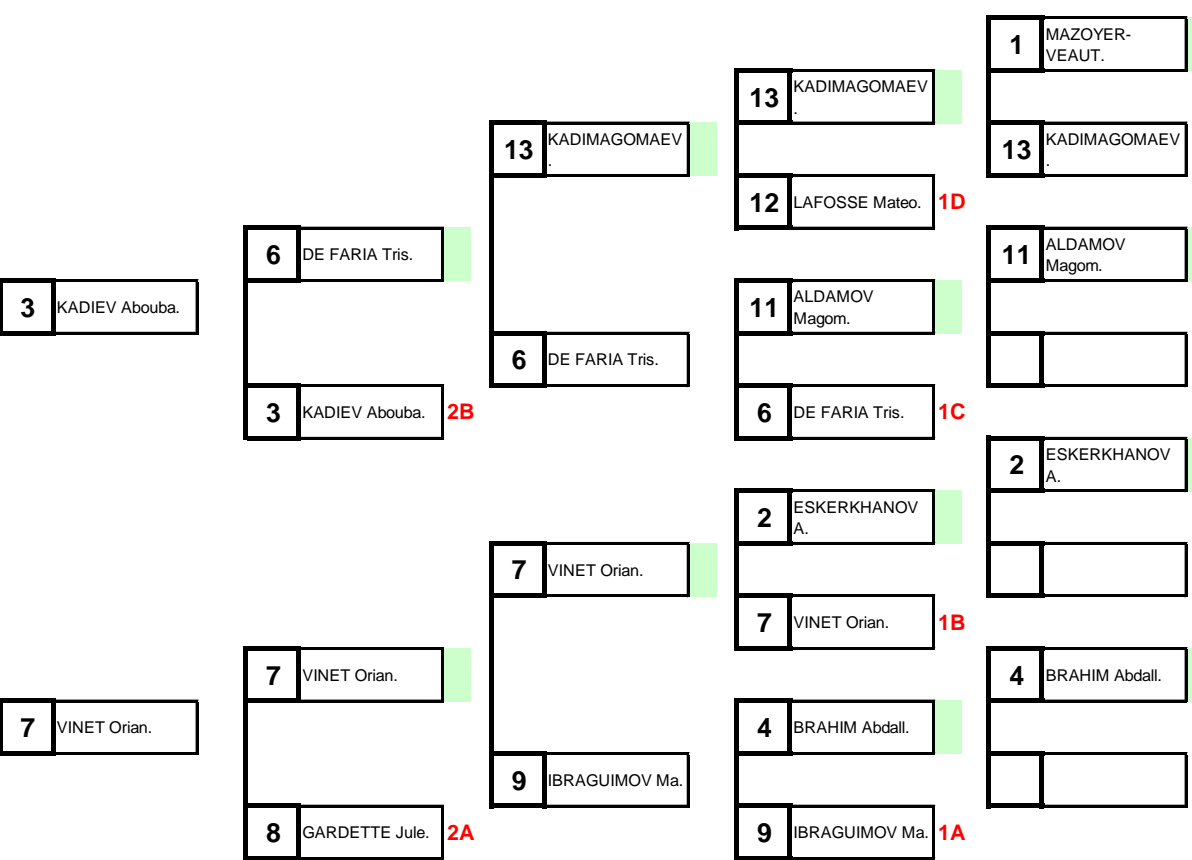 1
MAZOYER-
VEAUT.
13
KADIMAGOMAEV
.
13
KADIMAGOMAEV
.
13
KADIMAGOMAEV
.
12
LAFOSSE Mateo.
1D
6
DE FARIA Tris.
11
ALDAMOV
Magom.
3
KADIEV Abouba.
11
ALDAMOV
Magom.
6
DE FARIA Tris.
3
KADIEV Abouba.
2B
6
DE FARIA Tris.
1C
2
ESKERKHANOV
A.
2
ESKERKHANOV
A.
7
VINET Orian.
7
VINET Orian.
1B
7
VINET Orian.
4
BRAHIM Abdall.
7
VINET Orian.
4
BRAHIM Abdall.
9
IBRAGUIMOV Ma.
8
GARDETTE Jule.
2A
9
IBRAGUIMOV Ma.
1A